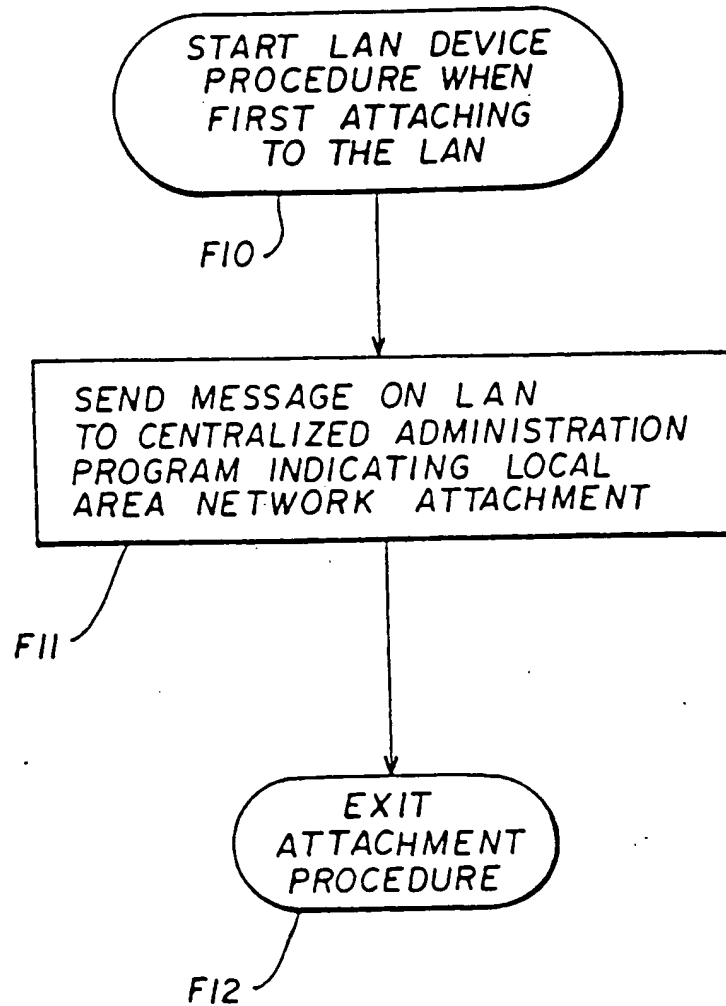 START LAN DEVICE
PROCEDURE WHEN
FIRST ATTACHING
TO THE LAN
F10
SEND MESSAGE ON LAN
TO CENTRALIZED ADMINISTRATION
PROGRAM INDICATING LOCAL
AREA NETWORK ATTACHMENT
F11
EXIT
ATTACHMENT
PROCEDURE
F12